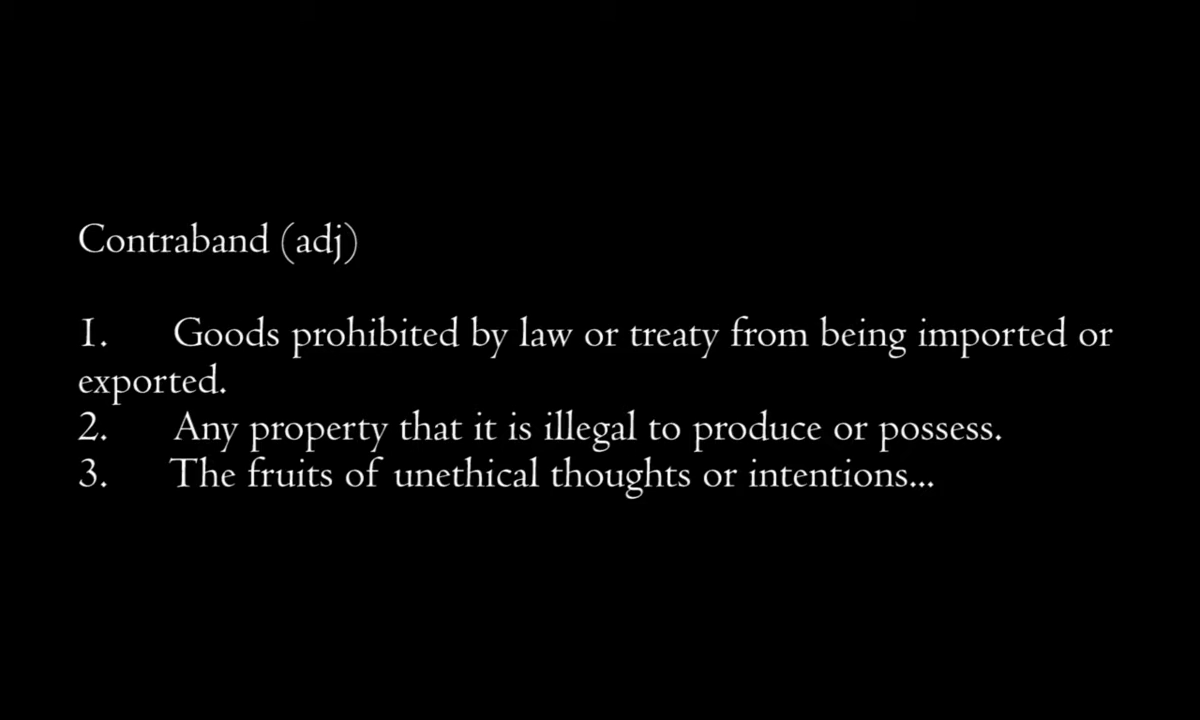 Contraband (adj)
1. Goods prohibited by law or treaty from being imported or
exported.
2. Any property that it is illegal to produce or possess.
3. The fruits of unethical thoughts or intentions...